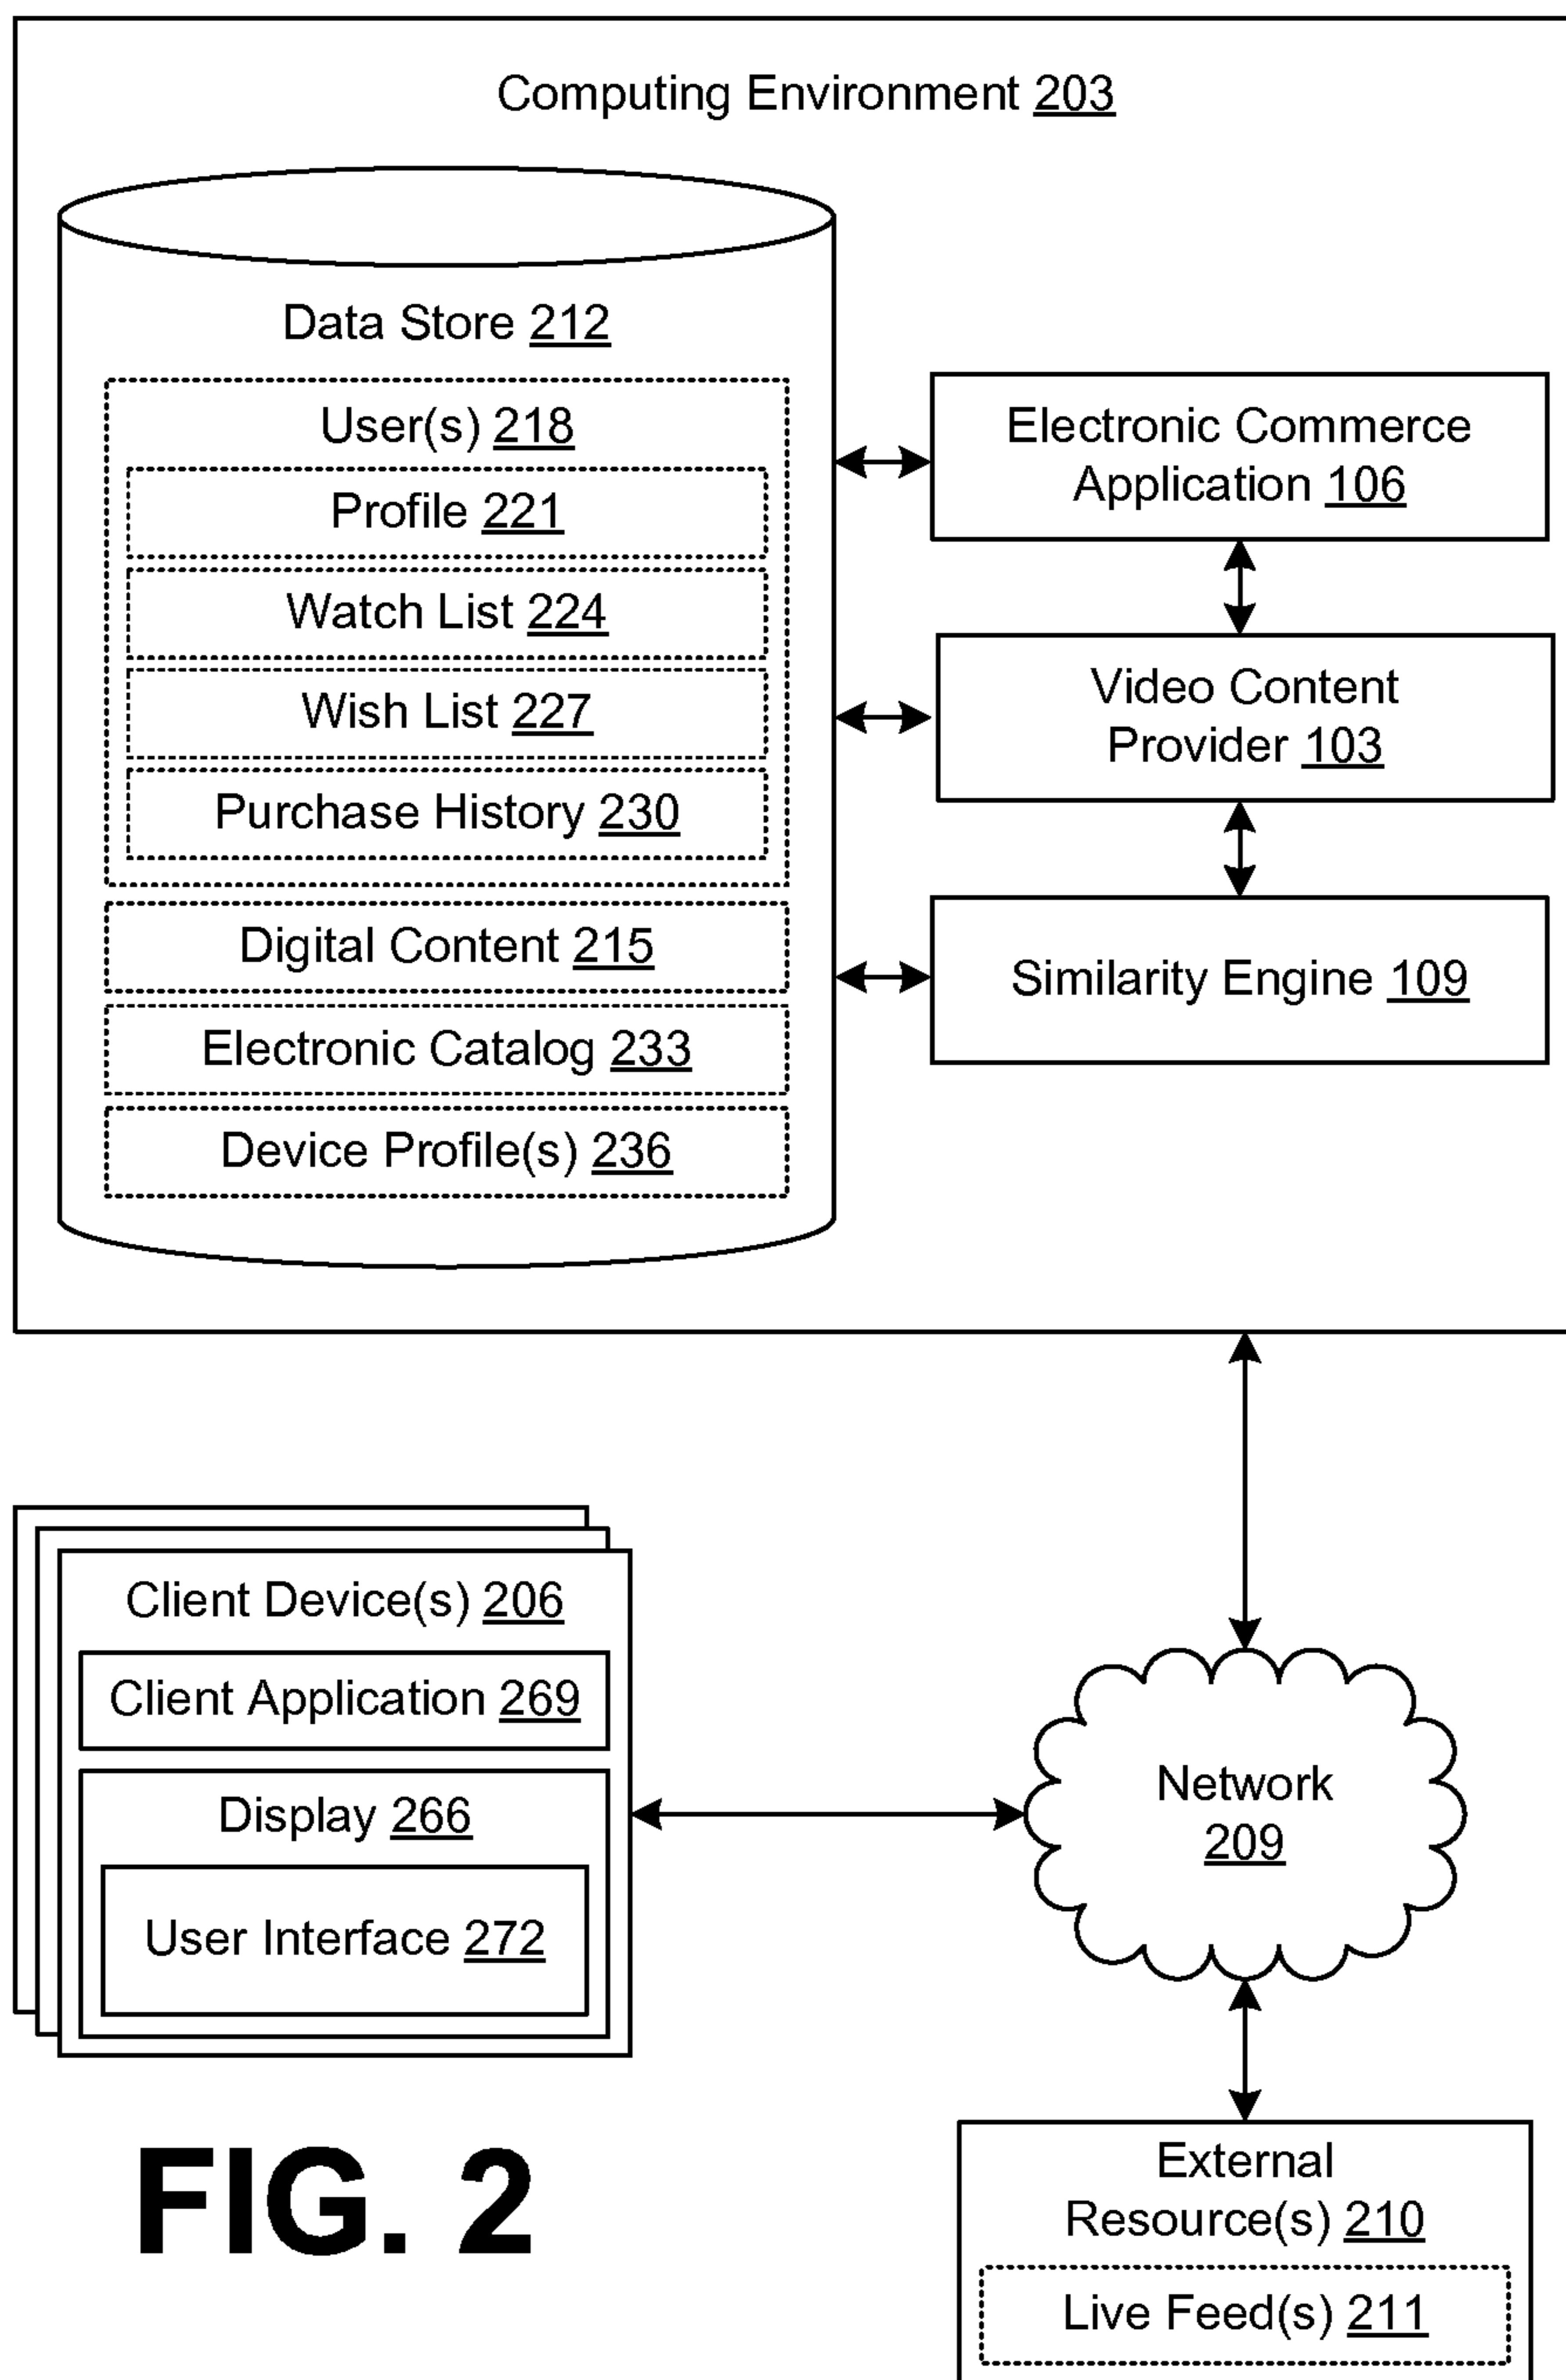 Computing Environment 203
Data Store 212
User(s) 218
Profile 221
Watch List 224
Wish List 227
Purchase History 230
Digital Content 215
Electronic Catalog 233
Device Profile(s) 236
Electronic Commerce
Application 106
Video Content
Provider 103
Similarity Engine 109
Client Device(s) 206
Client Application 269
Display 266
User Interface 272
Network
209
External
Resource(s) 210
Live Feed(s) 211
FIG. 2